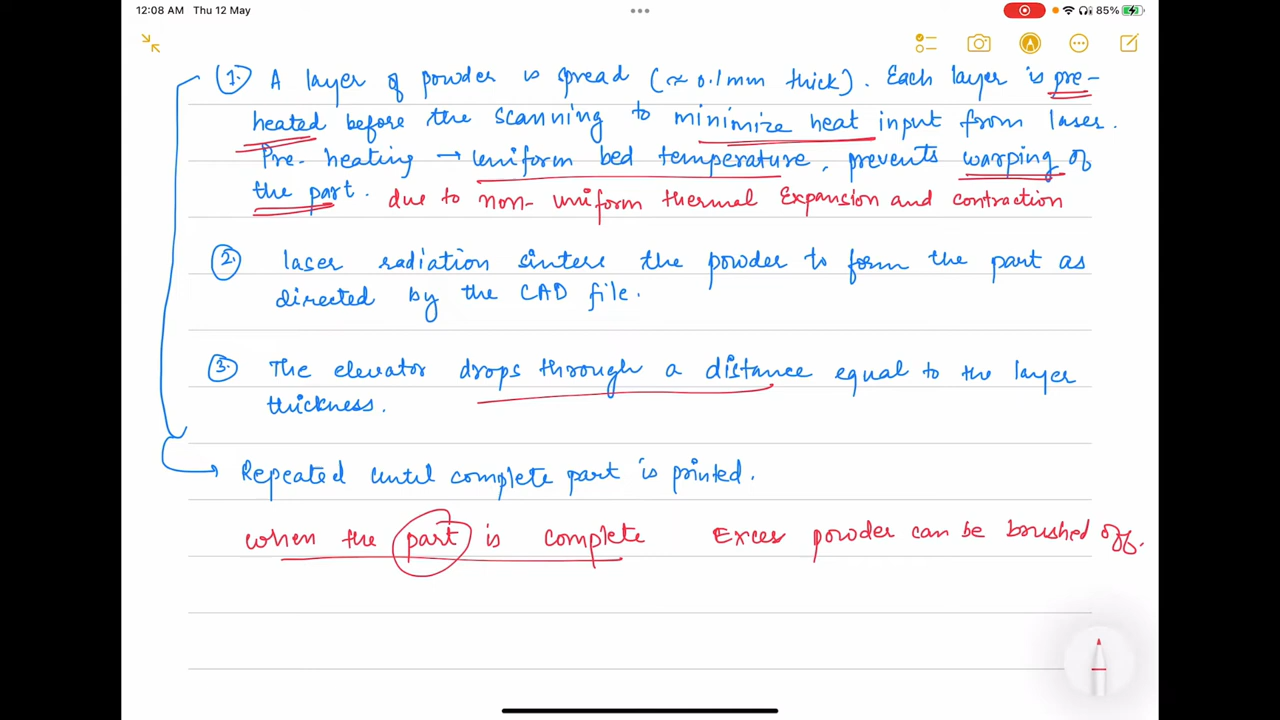 12:08 AM Thu 12 May
85%
1. A layer of powder is spread (≈ 0.1mm thick). Each layer is pre-
heated before the scanning to minimize heat input from laser.
Pre-heating → uniform bed temperature, prevents warping of
the part. due to non-uniform thermal Expansion and contraction
2. laser radiation sinters the powder to form the part as
directed by the CAD file.
3. The elevator drops through a distance equal to the layer
thickness.
→ Repeated until complete part is printed.
when the part is complete Exces powder can be brushed off.